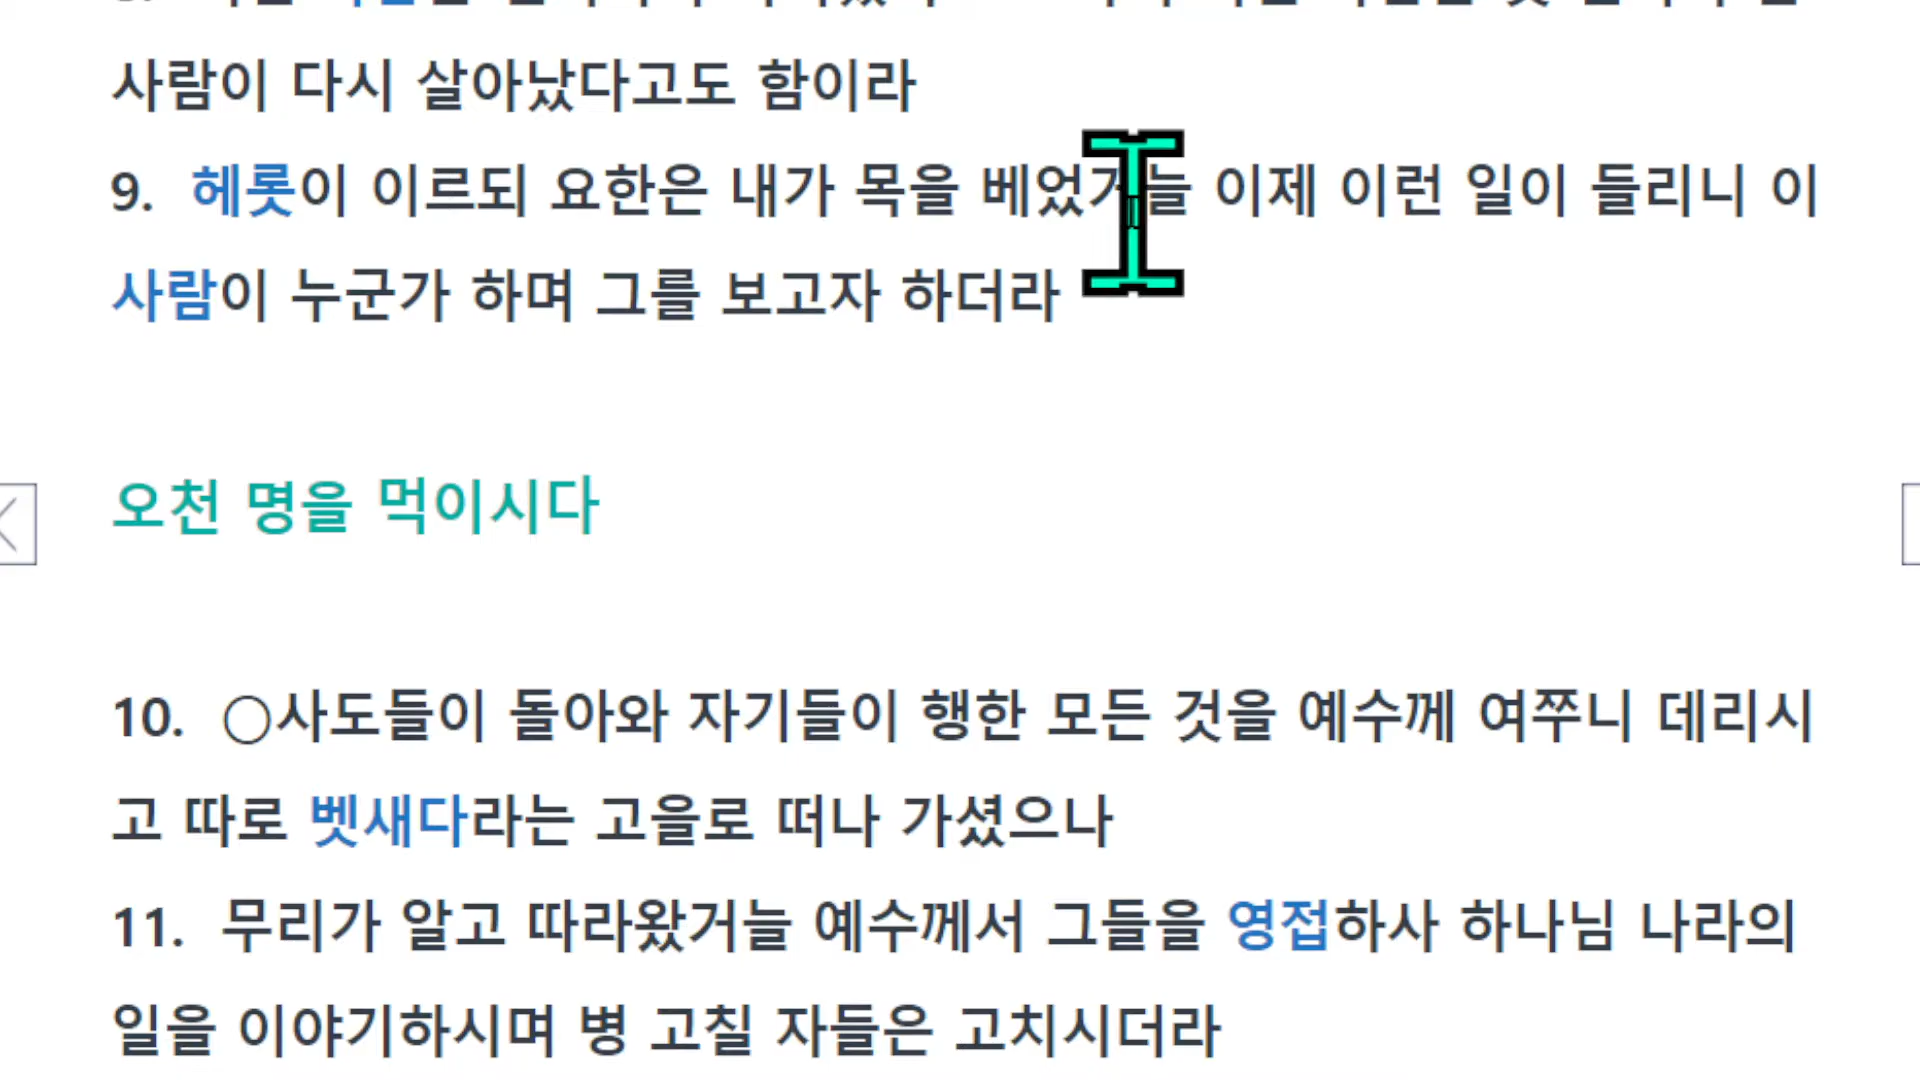 사람이 다시 살아났다고도 함이라
9. 헤롯이 이르되 요한은 내가 목을 베었거늘 이제 이런 일이 들리니 이
사람이 누군가 하며 그를 보고자 하더라
오천 명을 먹이시다
10. ○사도들이 돌아와 자기들이 행한 모든 것을 예수께 여쭈니 데리시
고 따로 벳새다라는 고을로 떠나 가셨으나
11. 무리가 알고 따라왔거늘 예수께서 그들을 영접하사 하나님 나라의
일을 이야기하시며 병 고칠 자들은 고치시더라